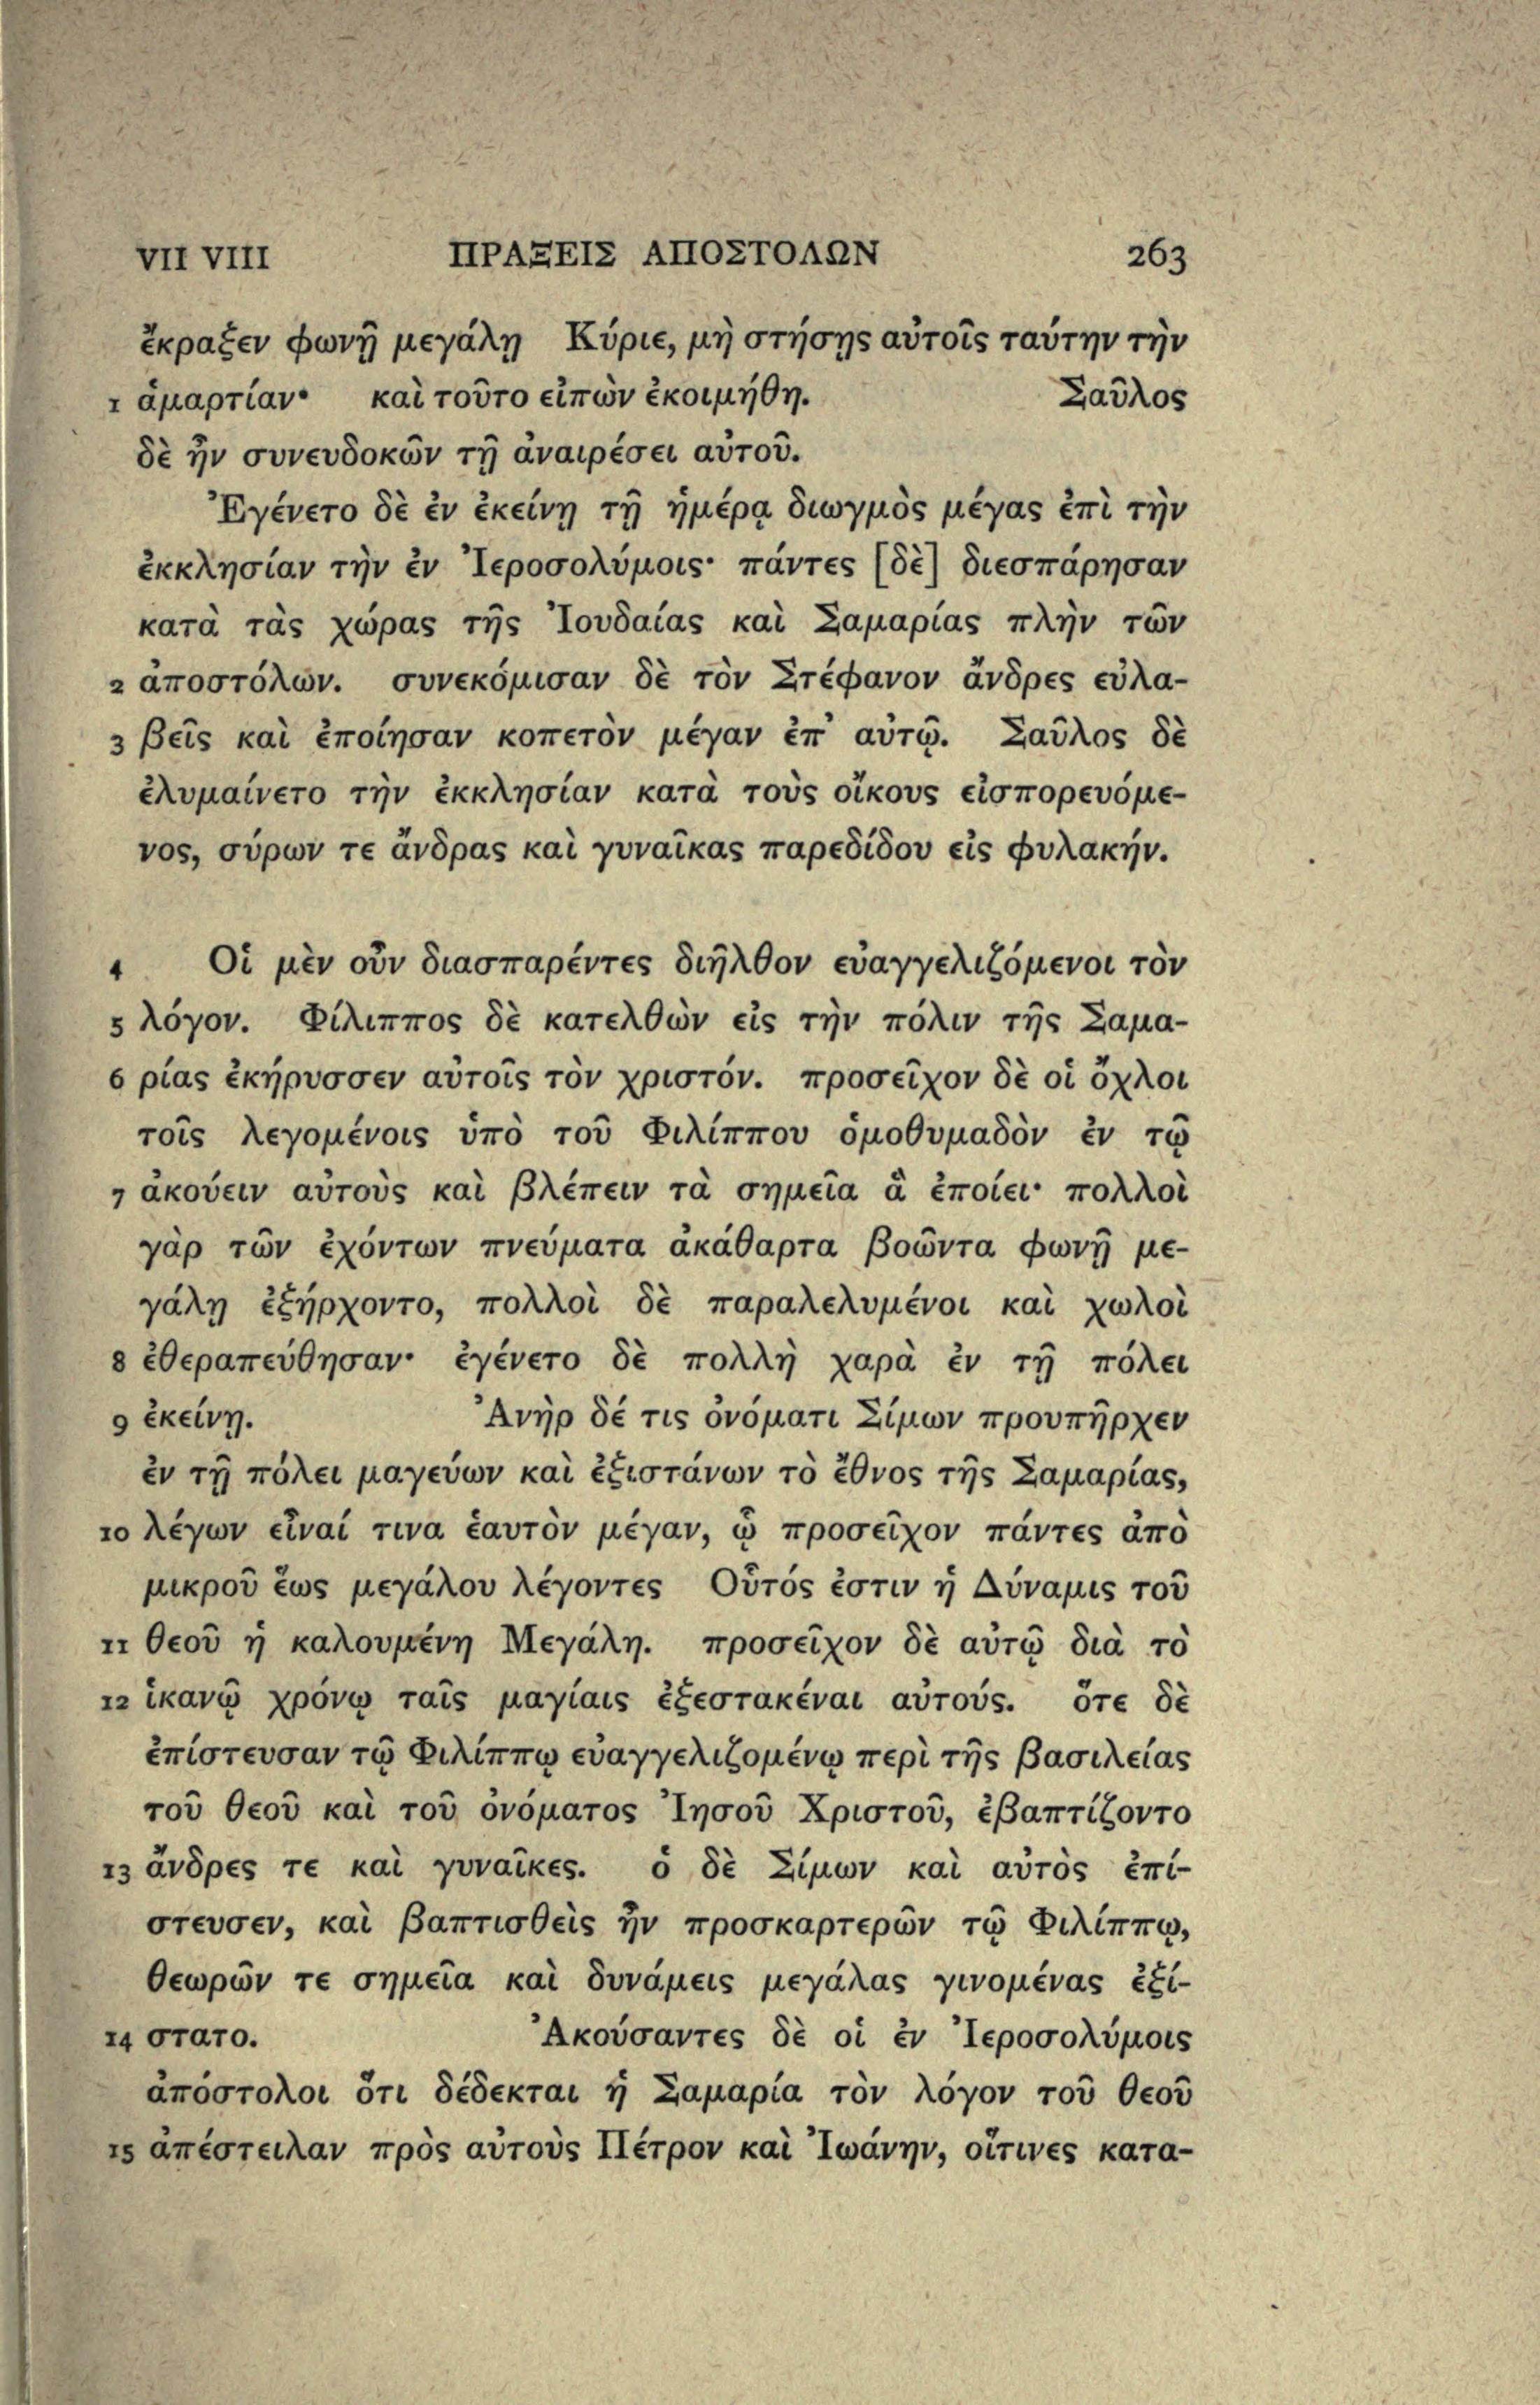 VII VIII ΠΡΑΞΕΙΣ ΑΠΟΣΤΟΛΩΝ 263
ἔκραξεν φωνῇ μεγάλῃ Κύριε, μὴ στήσῃς αὐτοῖς ταύτην τὴν
1 ἁμαρτίαν· καὶ τοῦτο εἰπὼν ἐκοιμήθη. Σαῦλος
δὲ ἦν συνευδοκῶν τῇ ἀναιρέσει αὐτοῦ.
Ἐγένετο δὲ ἐν ἐκείνῃ τῇ ἡμέρᾳ διωγμὸς μέγας ἐπὶ τὴν
ἐκκλησίαν τὴν ἐν Ἰεροσολύμοις· πάντες [δὲ] διεσπάρησαν
κατὰ τὰς χώρας τῆς Ἰουδαίας καὶ Σαμαρίας πλὴν τῶν
2 ἀποστόλων. συνεκόμισαν δὲ τὸν Στέφανον ἄνδρες εὐλα-
3 βεῖς καὶ ἐποίησαν κοπετὸν μέγαν ἐπ᾽ αὐτῷ. Σαῦλος δὲ
ἐλυμαίνετο τὴν ἐκκλησίαν κατὰ τοὺς οἴκους εἰσπορευόμε-
νος, σύρων τε ἄνδρας καὶ γυναῖκας παρεδίδου εἰς φυλακήν.
4 Οἱ μὲν οὖν διασπαρέντες διῆλθον εὐαγγελιζόμενοι τὸν
5 λόγον. Φίλιππος δὲ κατελθὼν εἰς τὴν πόλιν τῆς Σαμα-
6 ρίας ἐκήρυσσεν αὐτοῖς τὸν χριστόν. προσεῖχον δὲ οἱ ὄχλοι
τοῖς λεγομένοις ὑπὸ τοῦ Φιλίππου ὁμοθυμαδὸν ἐν τῷ
7 ἀκούειν αὐτοὺς καὶ βλέπειν τὰ σημεῖα ἃ ἐποίει· πολλοὶ
γὰρ τῶν ἐχόντων πνεύματα ἀκάθαρτα βοῶντα φωνῇ με-
γάλῃ ἐξήρχοντο, πολλοὶ δὲ παραλελυμένοι καὶ χωλοὶ
8 ἐθεραπεύθησαν· ἐγένετο δὲ πολλὴ χαρὰ ἐν τῇ πόλει
9 ἐκείνῃ. Ἀνὴρ δέ τις ὀνόματι Σίμων προυπῆρχεν
ἐν τῇ πόλει μαγεύων καὶ ἐξιστάνων τὸ ἔθνος τῆς Σαμαρίας,
10 λέγων εἶναί τινα ἑαυτὸν μέγαν, ᾧ προσεῖχον πάντες ἀπὸ
μικροῦ ἕως μεγάλου λέγοντες Οὗτός ἐστιν ἡ Δύναμις τοῦ
11 θεοῦ ἡ καλουμένη Μεγάλη. προσεῖχον δὲ αὐτῷ διὰ τὸ
12 ἱκανῷ χρόνῳ ταῖς μαγίαις ἐξεστακέναι αὐτούς. ὅτε δὲ
ἐπίστευσαν τῷ Φιλίππῳ εὐαγγελιζομένῳ περὶ τῆς βασιλείας
τοῦ θεοῦ καὶ τοῦ ὀνόματος Ἰησοῦ Χριστοῦ, ἐβαπτίζοντο
13 ἄνδρες τε καὶ γυναῖκες. ὁ δὲ Σίμων καὶ αὐτὸς ἐπί-
στευσεν, καὶ βαπτισθεὶς ἦν προσκαρτερῶν τῷ Φιλίππῳ,
θεωρῶν τε σημεῖα καὶ δυνάμεις μεγάλας γινομένας ἐξί-
14 στατο. Ἀκούσαντες δὲ οἱ ἐν Ἰεροσολύμοις
ἀπόστολοι ὅτι δέδεκται ἡ Σαμαρία τὸν λόγον τοῦ θεοῦ
15 ἀπέστειλαν πρὸς αὐτοὺς Πέτρον καὶ Ἰωάνην, οἵτινες κατα-